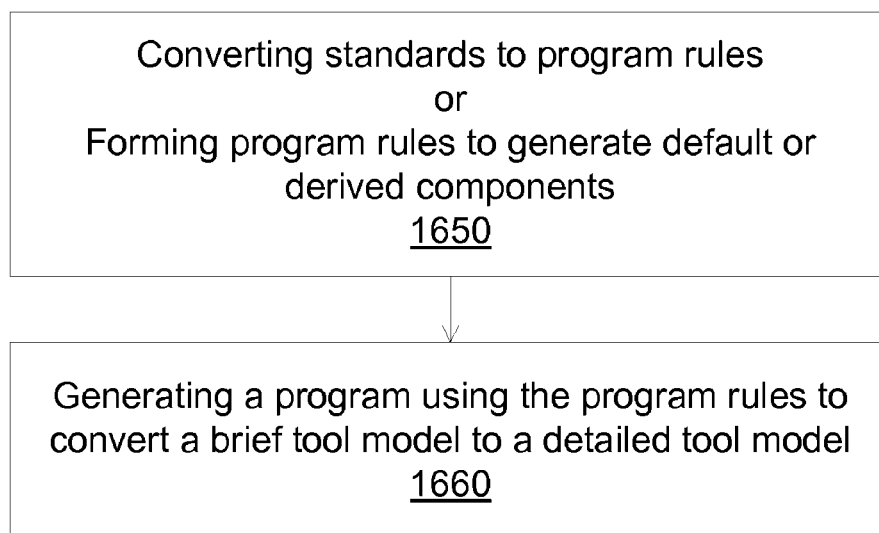 Converting standards to program rules
or
Forming program rules to generate default or
derived components
1650
Generating a program using the program rules to
convert a brief tool model to a detailed tool model
1660